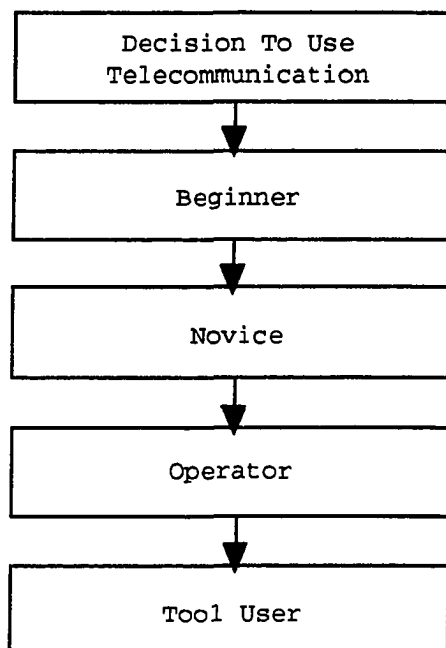 Decision To Use
Telecommunication
Beginner
Novice
Operator
Tool User